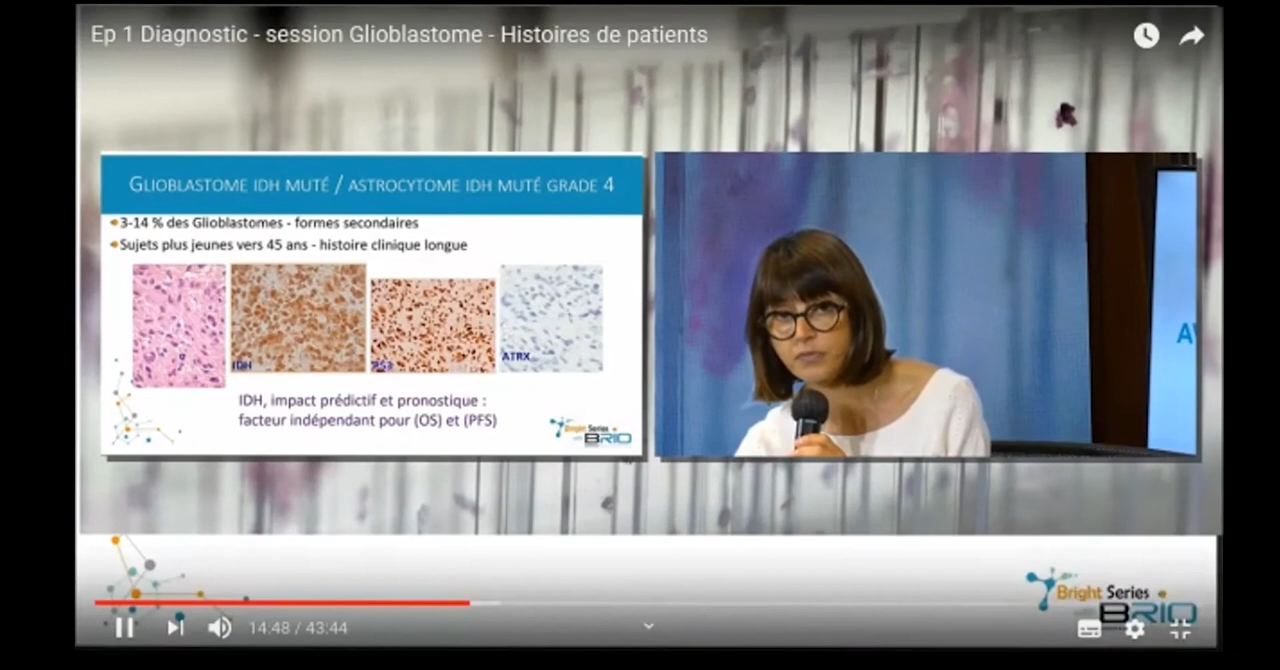 Ep 1 Diagnostic - session Glioblastome - Histoires de patients
GLIOBLASTOME IDH MUTÉ / ASTROCYTOME IDH MUTÉ GRADE 4
3-14 % des Glioblastomes - formes secondaires
Sujets plus jeunes vers 45 ans - histoire clinique longue
IDH
P53
ATRX
IDH, impact prédictif et pronostique :
facteur indépendant pour (OS) et (PFS)
Bright Series
BRIO
A
Bright Series
BRIO
14:48 / 43:44